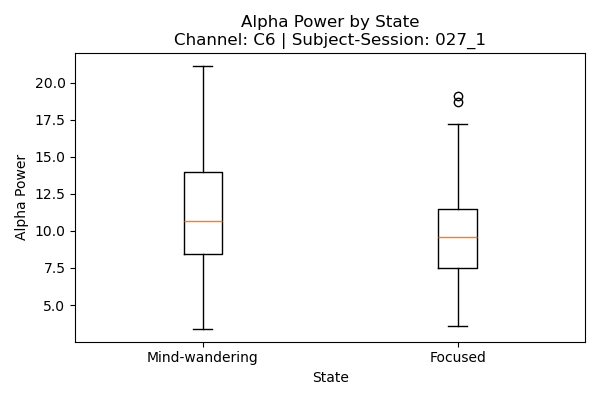 Alpha Power by State
Channel: C6 | Subject-Session: 027_1
20.0
17.5
15.0
12.5
10.0
7.5
5.0
Alpha Power
Mind-wandering
Focused
State